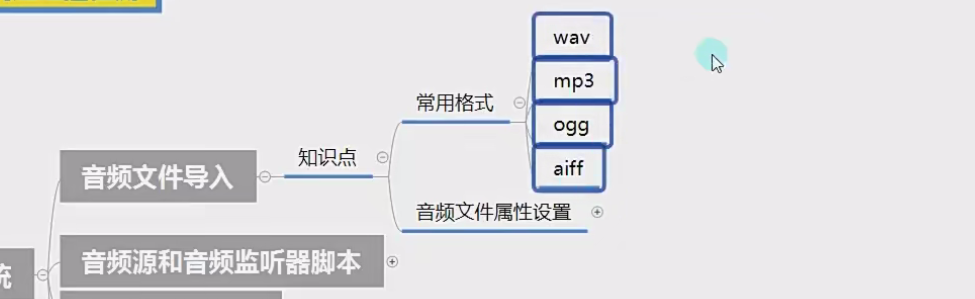 wav
mp3
常用格式
ogg
知识点
aiff
音频文件导入
音频文件属性设置
音频源和音频监听器脚本
统